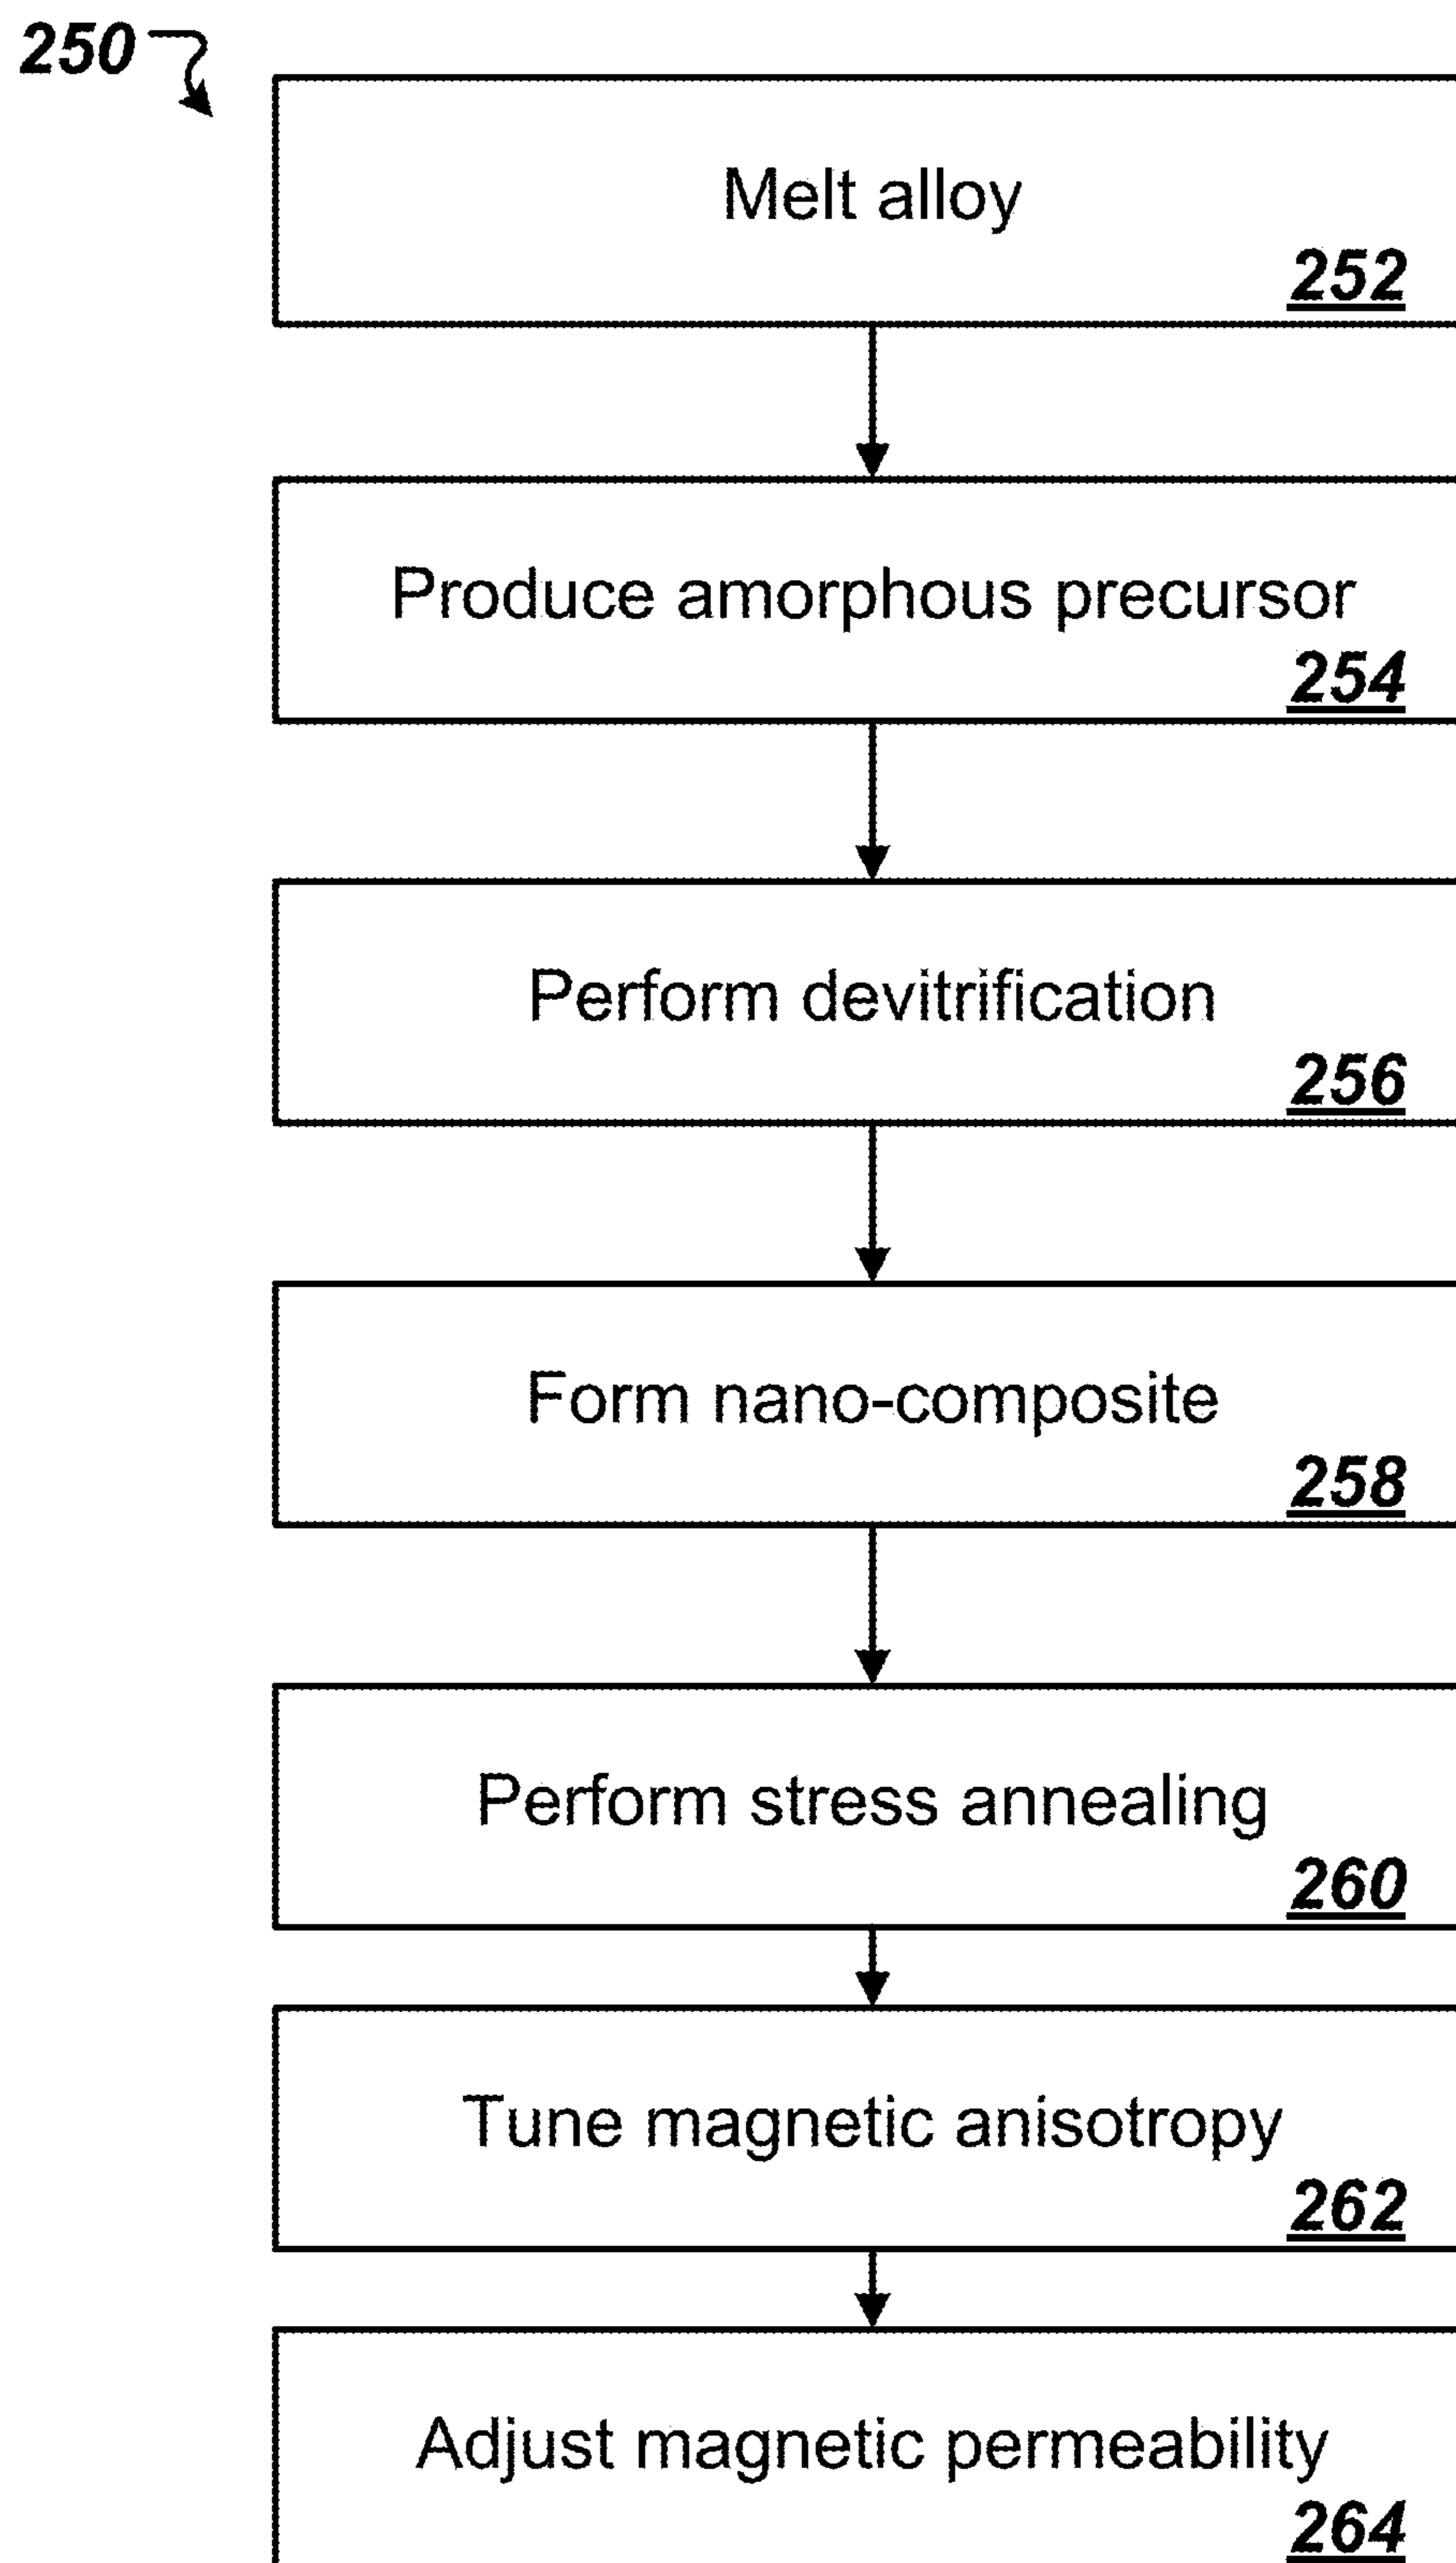 250
Melt alloy
252
Produce amorphous precursor
254
Perform devitrification
256
Form nano-composite
258
Perform stress annealing
260
Tune magnetic anisotropy
262
Adjust magnetic permeability
264